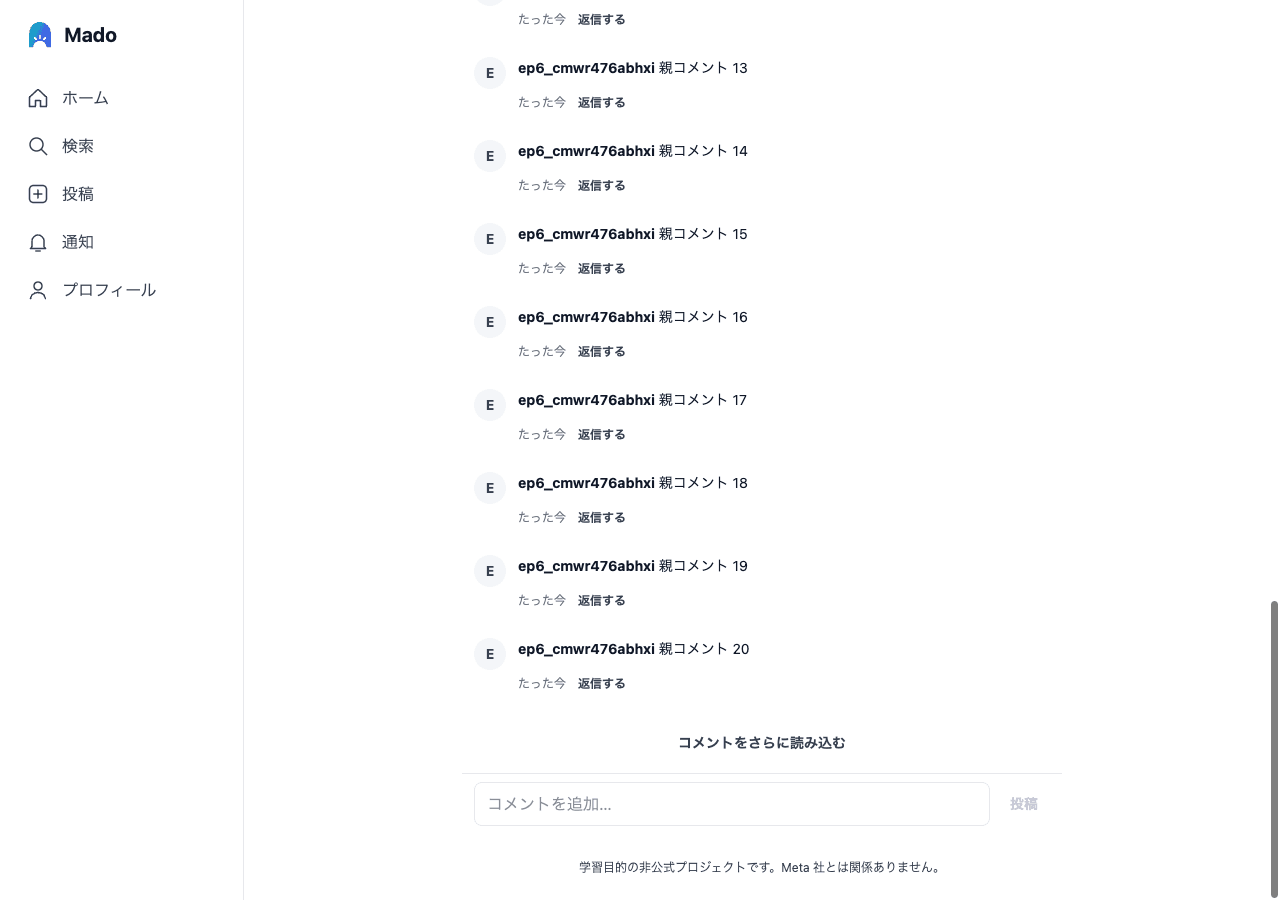 Mado
ホーム
検索
投稿
通知
プロフィール
たった今 返信する
E
ep6_cmwr476abhxi 親コメント 13
たった今 返信する
E
ep6_cmwr476abhxi 親コメント 14
たった今 返信する
E
ep6_cmwr476abhxi 親コメント 15
たった今 返信する
E
ep6_cmwr476abhxi 親コメント 16
たった今 返信する
E
ep6_cmwr476abhxi 親コメント 17
たった今 返信する
E
ep6_cmwr476abhxi 親コメント 18
たった今 返信する
E
ep6_cmwr476abhxi 親コメント 19
たった今 返信する
E
ep6_cmwr476abhxi 親コメント 20
たった今 返信する
コメントをさらに読み込む
コメントを追加... 投稿
学習目的の非公式プロジェクトです。Meta 社とは関係ありません。